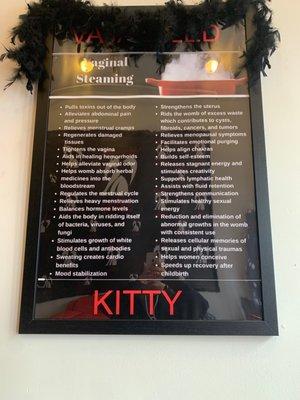 Vaginal
Steaming
• Pulls toxins out of the body
• Alleviates abdominal pain
and pressure
• Relieves menstrual cramps
• Regenerates damaged
tissues
• Tightens the vagina
• Aids in healing hemorrhoids
• Helps alleviate vaginal odor
• Helps womb absorb herbal
medicines into the
bloodstream
• Regulates the menstrual cycle
• Relieves heavy menstruation
• Balances hormone levels
• Aids the body in ridding itself
of bacteria, viruses, and
fungi
• Stimulates growth of white
blood cells and antibodies
• Sweating creates cardio
benefits
• Mood stabilization
• Strengthens the uterus
• Rids the womb of excess waste
which contributes to cysts,
fibroids, cancers, and tumors
• Relieves menopausal symptoms
• Facilitates emotional purging
• Helps align chakras
• Builds self-esteem
• Releases stagnant energy and
stimulates creativity
• Supports lymphatic health
• Assists with fluid retention
• Strengthens communication
• Stimulates healthy sexual
energy
• Reduction and elimination of
abnormal growths in the womb
with consistent use
• Releases cellular memories of
sexual and physical traumas
• Helps women conceive
• Speeds up recovery after
childbirth
KITTY